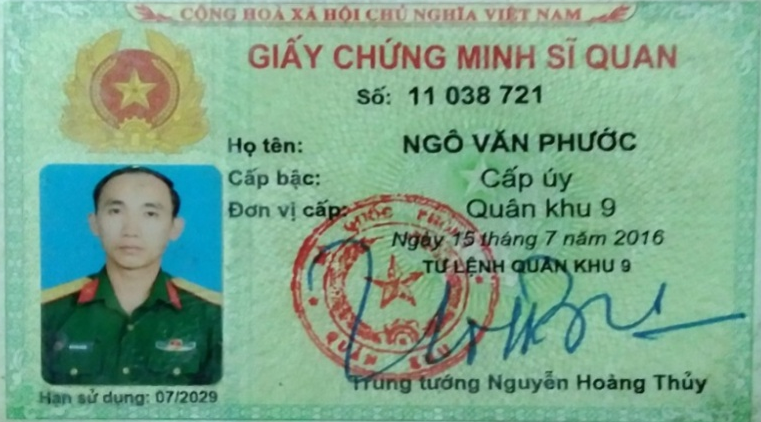 CỘNG HOÀ XÃ HỘI CHỦ NGHĨA VIỆT NAM
GIẤY CHỨNG MINH SĨ QUAN
Số: 11 038 721
Họ tên: NGÔ VĂN PHƯỚC
Cấp bậc: Cấp úy
Đơn vị cấp: Quân khu 9
Ngày 15 tháng 7 năm 2016
TƯ LỆNH QUÂN KHU 9
QUỐC PHÒNG
Trung tướng Nguyễn Hoàng Thủy
Hạn sử dụng: 07/2029